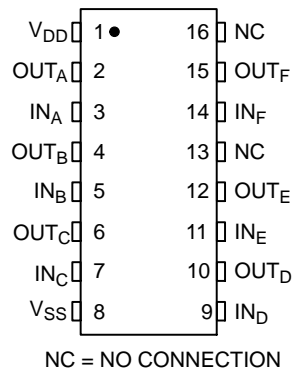 VDD 1 16 NC
OUTA 2 15 OUTF
INA 3 14 INF
OUTB 4 13 NC
INB 5 12 OUTE
OUTC 6 11 INE
INC 7 10 OUTD
VSS 8 9 IND
NC = NO CONNECTION